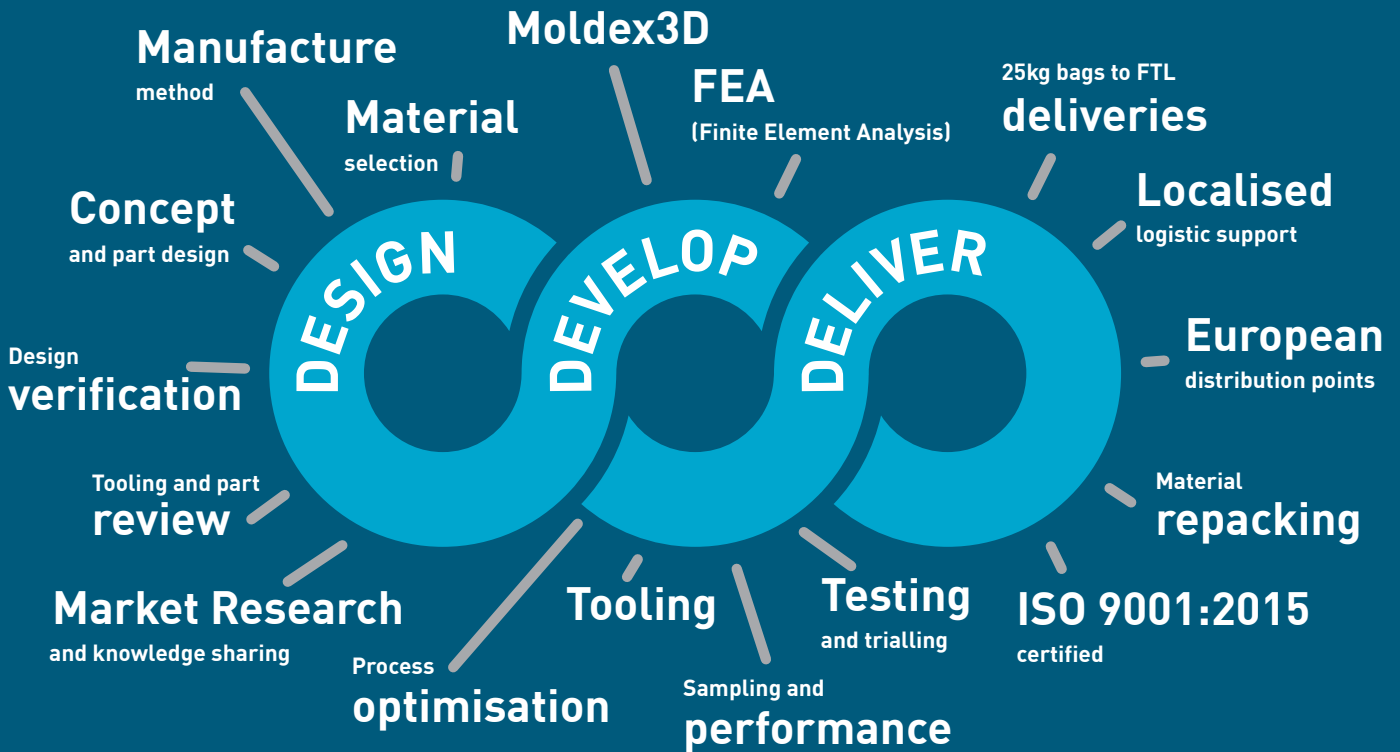 Manufacture
method
Material
selection
Concept
and part design
Design
verification
Tooling and part
review
Market Research
and knowledge sharing
DESIGN
Moldex3D
FEA
(Finite Element Analysis)
DEVELOP
Process
optimisation
Tooling
Sampling and
performance
Testing
and trialling
DELIVER
25kg bags to FTL
deliveries
Localised
logistic support
European
distribution points
Material
repacking
ISO 9001:2015
certified